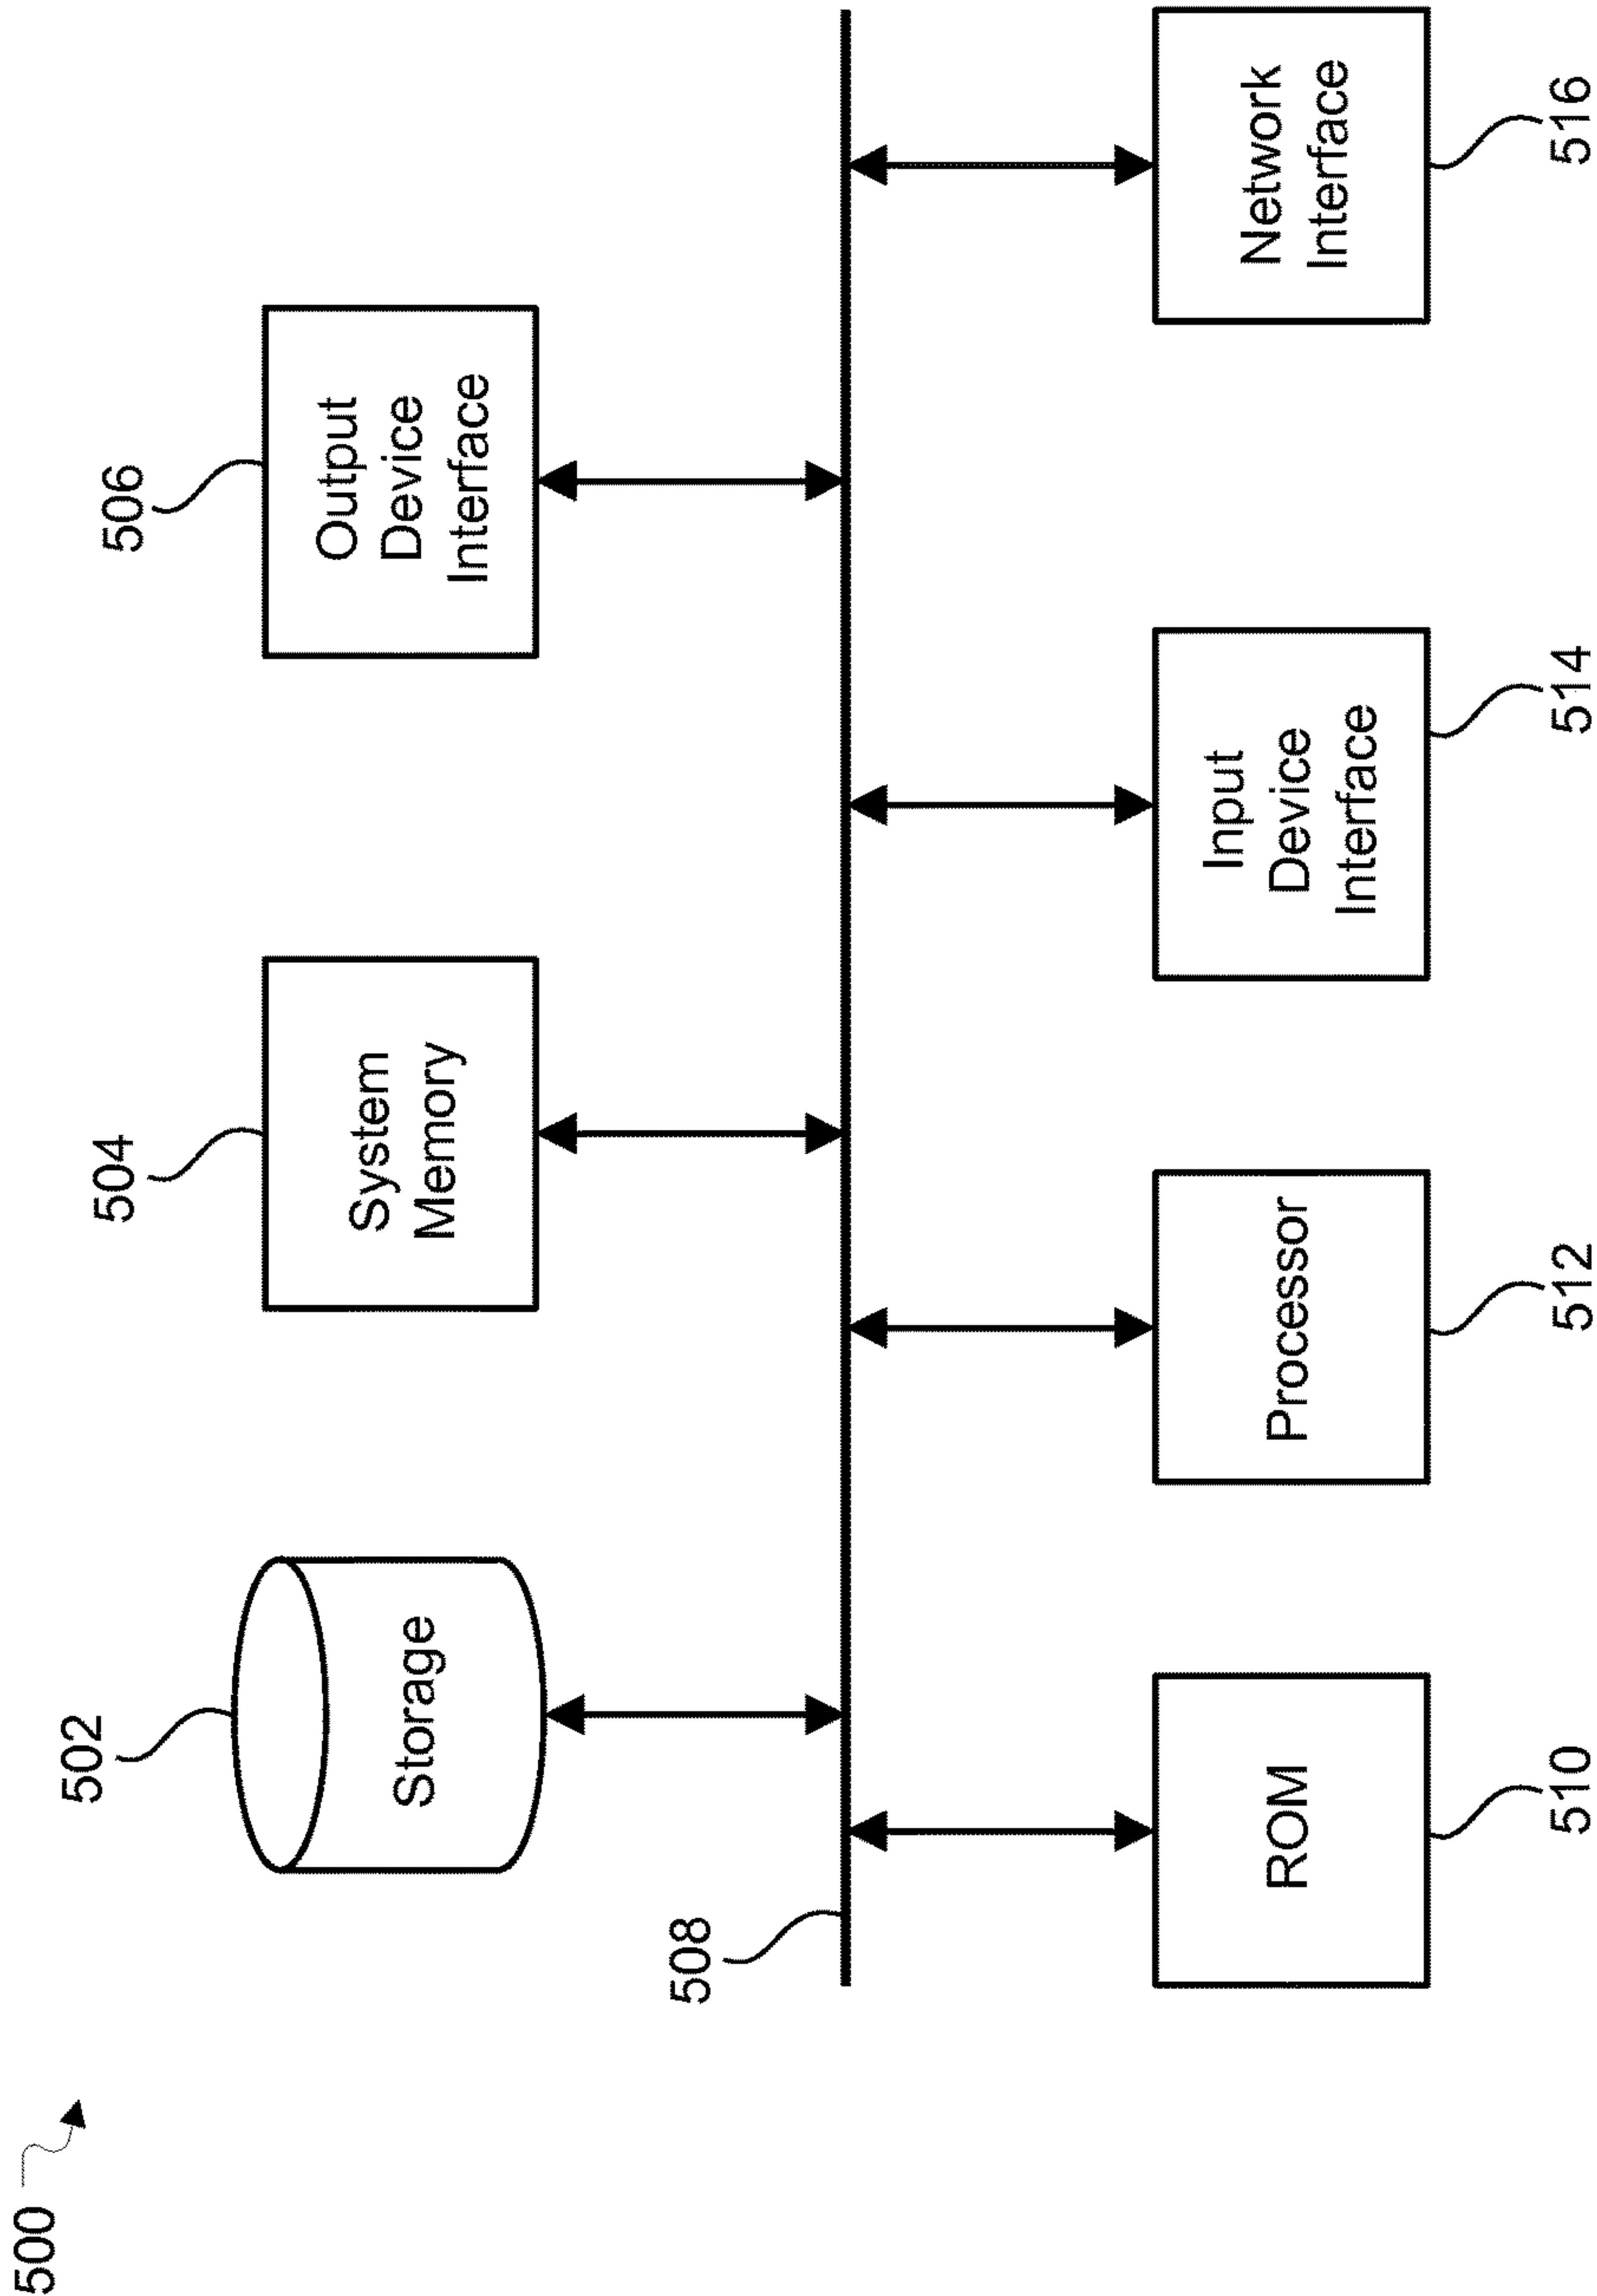 500
502
Storage
504
System
Memory
506
Output
Device
Interface
508
ROM
510
Processor
512
Input
Device
Interface
514
Network
Interface
516